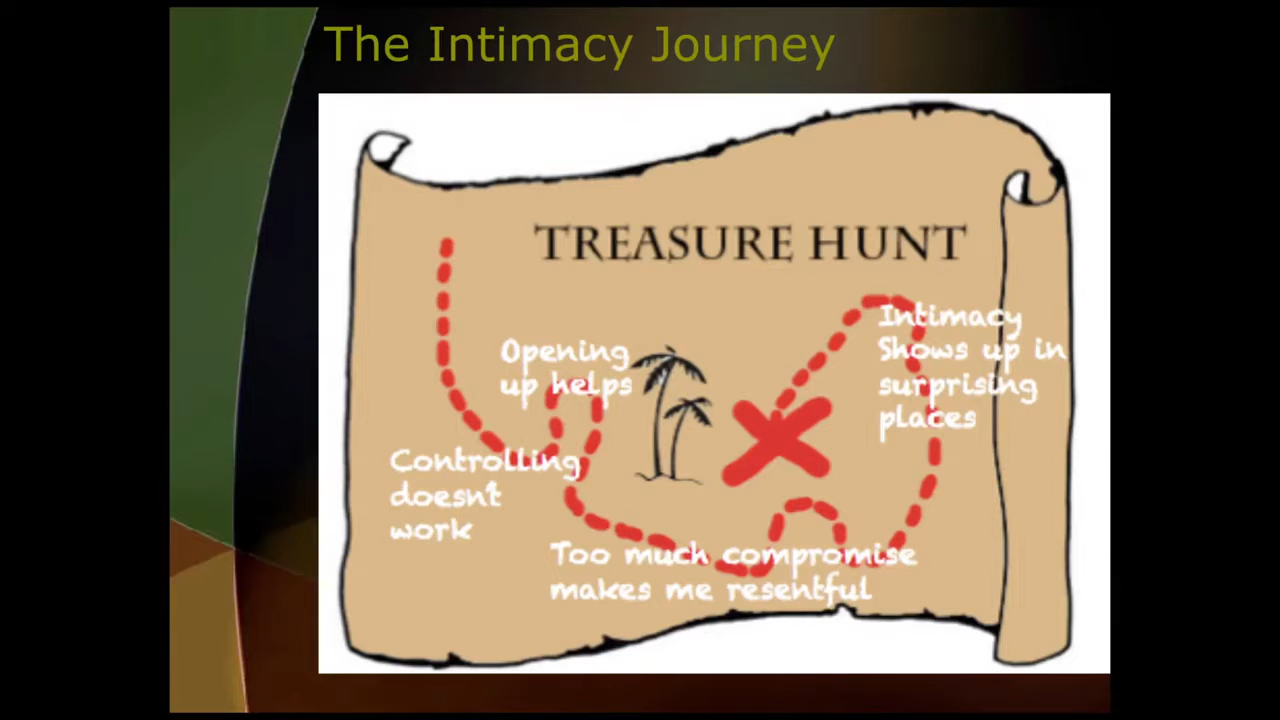 The Intimacy Journey
TREASURE HUNT
Intimacy
Shows up in
surprising
places
Opening
up helps
Controlling
doesn't
work
Too much compromise
makes me resentful